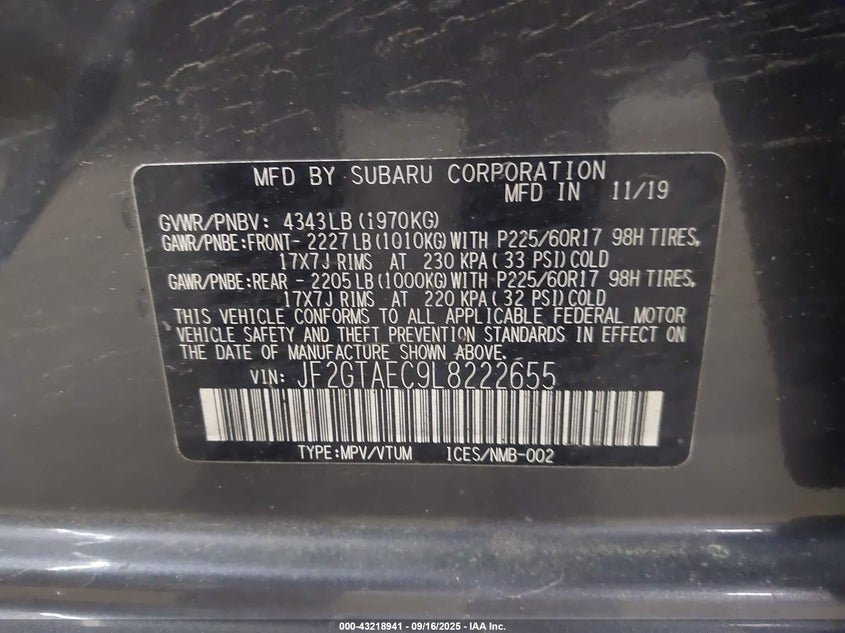 MFD BY SUBARU CORPORATION
MFD IN 11/19
GVWR/PNBV: 4343LB (1970KG)
GAWR/PNBE:FRONT- 2227LB(1010KG)WITH P225/60R17 98H TIRES,
17X7J RIMS AT 230 KPA( 33 PSI)COLD
GAWR/PNBE:REAR - 2205LB(1000KG)WITH P225/60R17 98H TIRES,
17X7J RIMS AT 220 KPA( 32 PSI)COLD
THIS VEHICLE CONFORMS TO ALL APPLICABLE FEDERAL MOTOR
VEHICLE SAFETY AND THEFT PREVENTION STANDARDS IN EFFECT ON
THE DATE OF MANUFACTURE SHOWN ABOVE.
VIN: JF2GTAEC9L8222655
TYPE:MPV/VTUM ICES/NMB-002
000-43218941 - 09/16/2025 - IAA Inc.